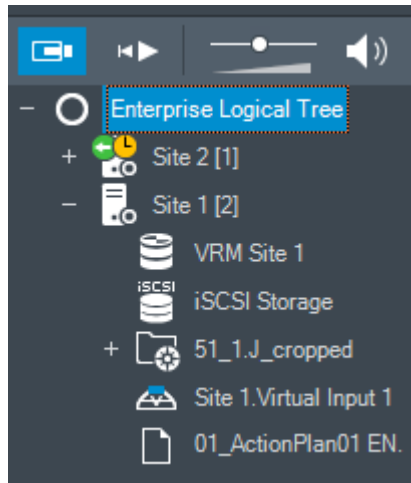 Enterprise Logical Tree
Site 2 [1]
Site 1 [2]
VRM Site 1
iSCSI
iSCSI Storage
51_1.J_cropped
Site 1.Virtual Input 1
01_ActionPlan01 EN.